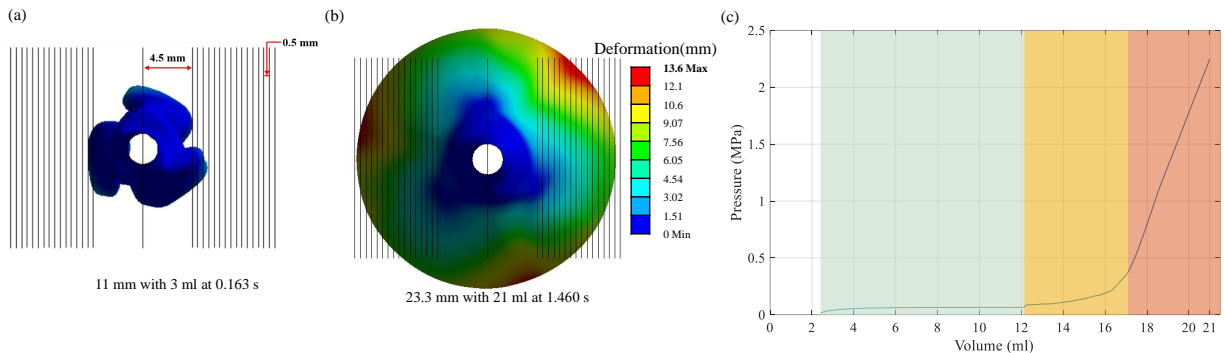 (a)
4.5 mm
0.5 mm
11 mm with 3 ml at 0.163 s
(b)
Deformation(mm)
13.6 Max
12.1
10.6
9.07
7.56
6.05
4.54
3.02
1.51
0 Min
23.3 mm with 21 ml at 1.460 s
(c)
Pressure (MPa)
2.5
2
1.5
1
0.5
0
0 2 4 6 8 10 12 14 16 18 20 21
Volume (ml)